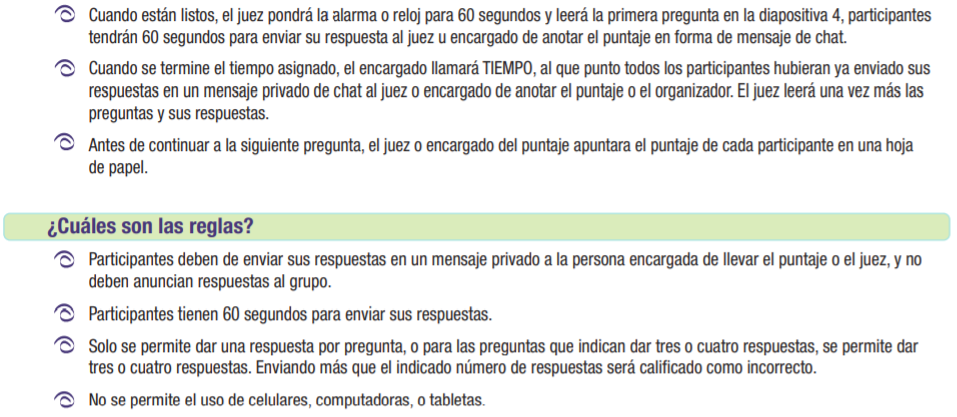 Cuando están listos, el juez pondrá la alarma o reloj para 60 segundos y leerá la primera pregunta en la diapositiva 4, participantes
tendrán 60 segundos para enviar su respuesta al juez u encargado de anotar el puntaje en forma de mensaje de chat.
Cuando se termine el tiempo asignado, el encargado llamará TIEMPO, al que punto todos los participantes hubieran ya enviado sus
respuestas en un mensaje privado de chat al juez o encargado de anotar el puntaje o el organizador. El juez leerá una vez más las
preguntas y sus respuestas.
Antes de continuar a la siguiente pregunta, el juez o encargado del puntaje apuntara el puntaje de cada participante en una hoja
de papel.
¿Cuáles son las reglas?
Participantes deben de enviar sus respuestas en un mensaje privado a la persona encargada de llevar el puntaje o el juez, y no
deben anuncian respuestas al grupo.
Participantes tienen 60 segundos para enviar sus respuestas.
Solo se permite dar una respuesta por pregunta, o para las preguntas que indican dar tres o cuatro respuestas, se permite dar
tres o cuatro respuestas. Enviando más que el indicado número de respuestas será calificado como incorrecto.
No se permite el uso de celulares, computadoras, o tabletas.